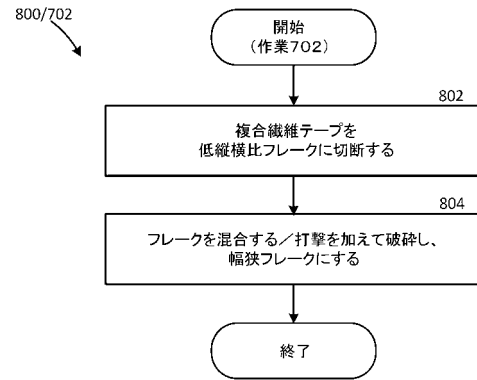 800/702
開始
(作業702)
802
複合繊維テープを
低縦横比フレークに切断する
804
フレークを混合する／打撃を加えて破砕し、
幅狭フレークにする
終了